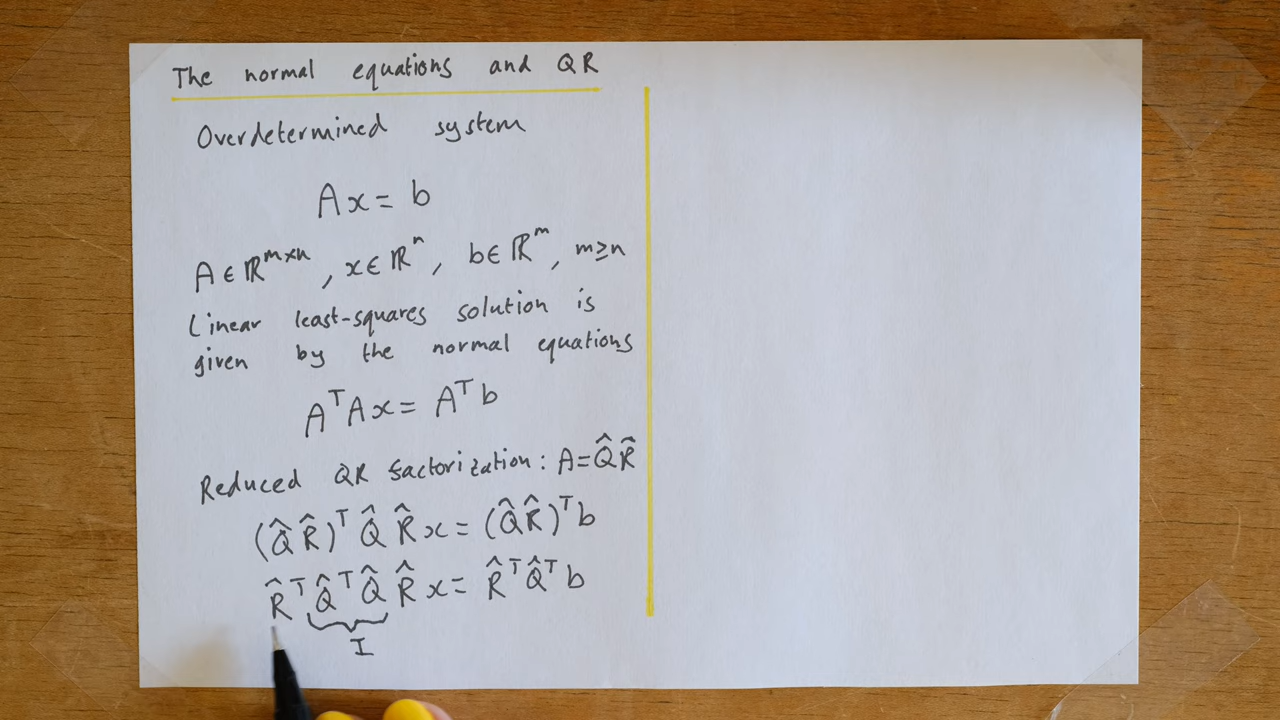 The normal equations and QR
Overdetermined system
Ax = b
A ∈ ℝ^{m×n}, x ∈ ℝ^n, b ∈ ℝ^m, m ≥ n
Linear least-squares solution is
given by the normal equations
A^T A x = A^T b
Reduced QR factorization: A = Q̂ R̂
(Q̂ R̂)^T Q̂ R̂ x = (Q̂ R̂)^T b
R̂^T Q̂^T Q̂ R̂ x = R̂^T Q̂^T b
I